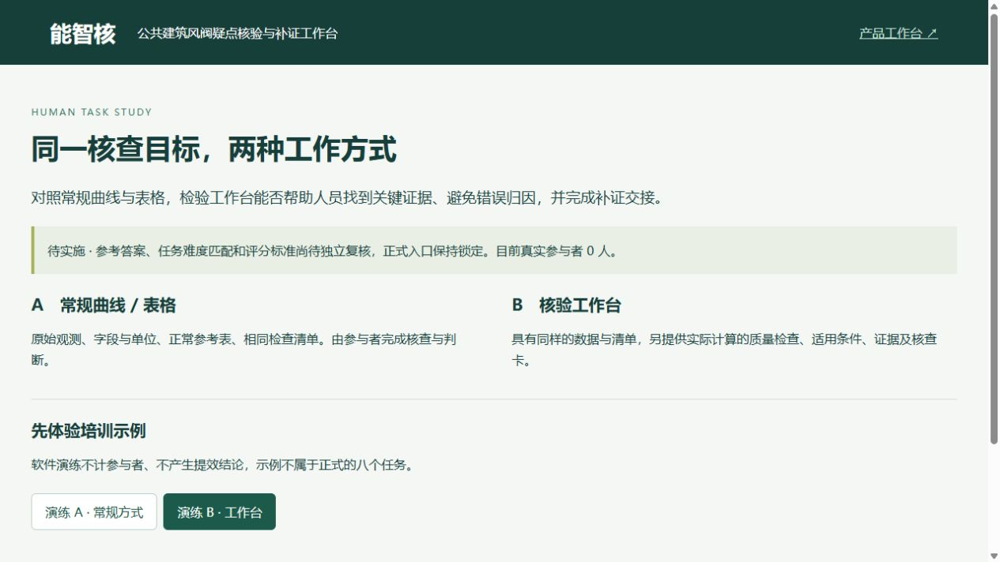 能智核
公共建筑风阀疑点核验与补证工作台
产品工作台 ↗
HUMAN TASK STUDY
同一核查目标，两种工作方式
对照常规曲线与表格，检验工作台能否帮助人员找到关键证据、避免错误归因，并完成补证交接。
待实施 · 参考答案、任务难度匹配和评分标准尚待独立复核，正式入口保持锁定。目前真实参与者 0 人。
A 常规曲线 / 表格
原始观测、字段与单位、正常参考表、相同检查清单。由参与者完成核查与判
断。
B 核验工作台
具有同样的数据与清单，另提供实际计算的质量检查、适用条件、证据及核查
卡。
先体验培训示例
软件演练不计参与者、不产生提效结论，示例不属于正式的八个任务。
演练 A · 常规方式
演练 B · 工作台